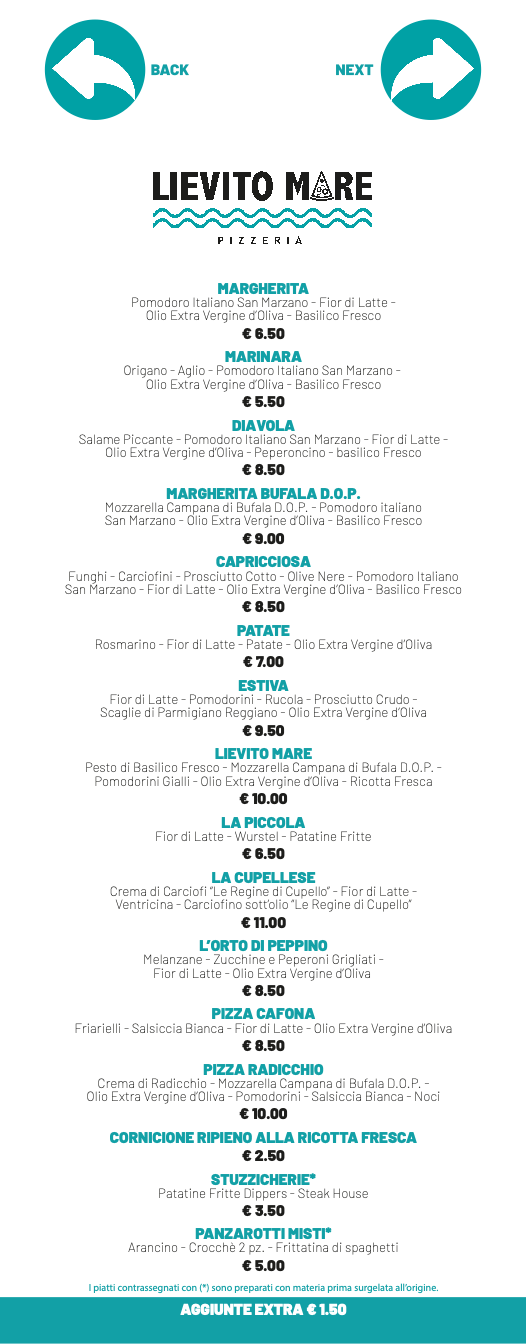 BACK
NEXT
LIEVITO MARE
PIZZERIA
MARGHERITA
Pomodoro Italiano San Marzano - Fior di Latte -
Olio Extra Vergine d'Oliva - Basilico Fresco
€ 6.50
MARINARA
Origano - Aglio - Pomodoro Italiano San Marzano -
Olio Extra Vergine d'Oliva - Basilico Fresco
€ 5.50
DIAVOLA
Salame Piccante - Pomodoro Italiano San Marzano - Fior di Latte -
Olio Extra Vergine d'Oliva - Peperoncino - basilico Fresco
€ 8.50
MARGHERITA BUFALA D.O.P.
Mozzarella Campana di Bufala D.O.P. - Pomodoro italiano
San Marzano - Olio Extra Vergine d'Oliva - Basilico Fresco
€ 9.00
CAPRICCIOSA
Funghi - Carciofini - Prosciutto Cotto - Olive Nere - Pomodoro Italiano
San Marzano - Fior di Latte - Olio Extra Vergine d'Oliva - Basilico Fresco
€ 8.50
PATATE
Rosmarino - Fior di Latte - Patate - Olio Extra Vergine d'Oliva
€ 7.00
ESTIVA
Fior di Latte - Pomodorini - Rucola - Prosciutto Crudo -
Scaglie di Parmigiano Reggiano - Olio Extra Vergine d'Oliva
€ 9.50
LIEVITO MARE
Pesto di Basilico Fresco - Mozzarella Campana di Bufala D.O.P. -
Pomodorini Gialli - Olio Extra Vergine d'Oliva - Ricotta Fresca
€ 10.00
LA PICCOLA
Fior di Latte - Wurstel - Patatine Fritte
€ 6.50
LA CUPELLESE
Crema di Carciofi "Le Regine di Cupello" - Fior di Latte -
Ventricina - Carciofino sott'olio "Le Regine di Cupello"
€ 11.00
L'ORTO DI PEPPINO
Melanzane - Zucchine e Peperoni Grigliati -
Fior di Latte - Olio Extra Vergine d'Oliva
€ 8.50
PIZZA CAFONA
Friarielli - Salsiccia Bianca - Fior di Latte - Olio Extra Vergine d'Oliva
€ 8.50
PIZZA RADICCHIO
Crema di Radicchio - Mozzarella Campana di Bufala D.O.P. -
Olio Extra Vergine d'Oliva - Pomodorini - Salsiccia Bianca - Noci
€ 10.00
CORNICIONE RIPIENO ALLA RICOTTA FRESCA
€ 2.50
STUZZICHERIE*
Patatine Fritte Dippers - Steak House
€ 3.50
PANZAROTTI MISTI*
Arancino - Crocchè 2 pz. - Frittatina di spaghetti
€ 5.00
I piatti contrassegnati con (*) sono preparati con materia prima surgelata all'origine.
AGGIUNTE EXTRA € 1.50